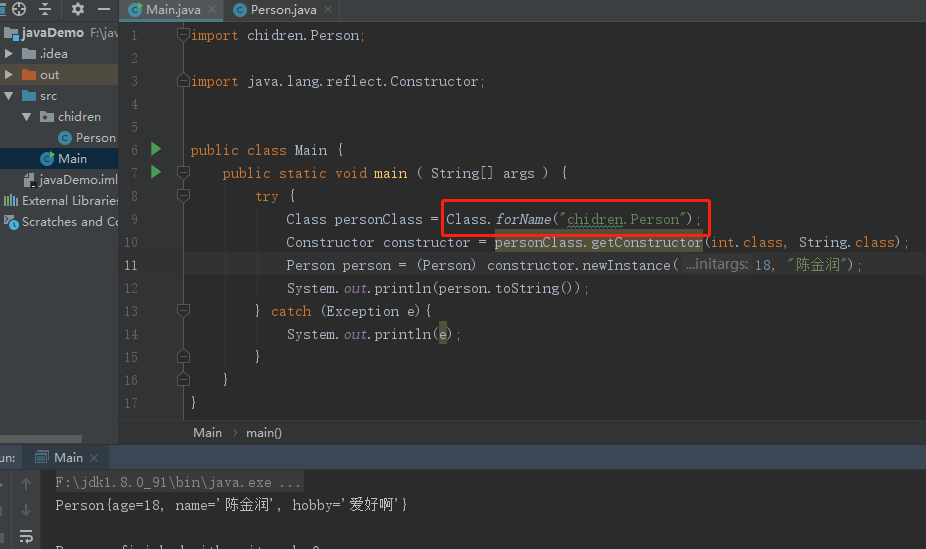 Main.java × Person.java ×
javaDemo F:\jav
.idea
out
src
chidren
Person
Main
javaDemo.iml
External Libraries
Scratches and Co
1 import chidren.Person;
2
3 import java.lang.reflect.Constructor;
4
5
6 public class Main {
7 public static void main ( String[] args ) {
8 try {
9 Class personClass = Class.forName("chidren.Person");
10 Constructor constructor = personClass.getConstructor(int.class, String.class);
11 Person person = (Person) constructor.newInstance( ...initargs: 18, "陈金润");
12 System.out.println(person.toString());
13 } catch (Exception e){
14 System.out.println(e);
15 }
16 }
17 }
Main › main()
un: Main ×
F:\jdk1.8.0_91\bin\java.exe ...
Person{age=18, name='陈金润', hobby='爱好啊'}